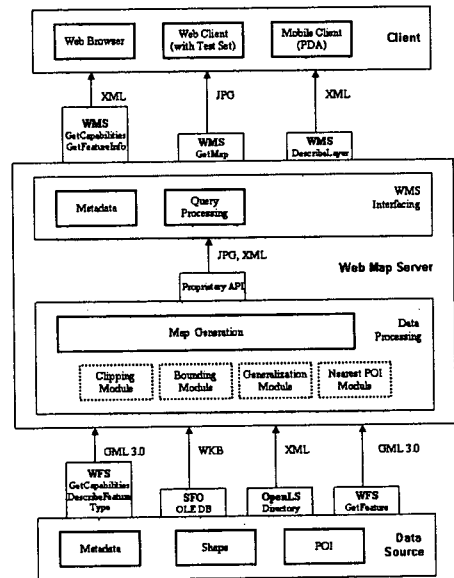 Web Browser
Web Client
(with Test Set)
Mobile Client
(PDA)
Client
XML
JPG
XML
WMS
GetCapabilities
GetFeatureInfo
WMS
GetMap
WMS
DescribeLayer
Metadata
Query
Processing
WMS
Interfacing
JPG, XML
Web Map Server
Proprietary API
Map Generation
Data
Processing
Clipping
Module
Bounding
Module
Generalization
Module
Nearest POI
Module
GML 3.0
WKB
XML
GML 3.0
WFS
GetCapabilities
DescribeFeature
Type
SFO
OLE DB
OpenLS
Directory
WFS
GetFeature
Metadata
Shape
POI
Data
Source